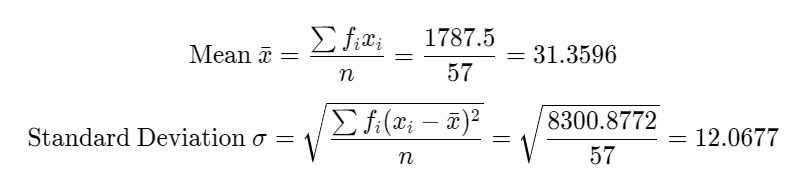 Mean x̄ = ∑ fᵢxᵢ / n = 1787.5 / 57 = 31.3596
Standard Deviation σ = √(∑ fᵢ(xᵢ − x̄)² / n) = √(8300.8772 / 57) = 12.0677